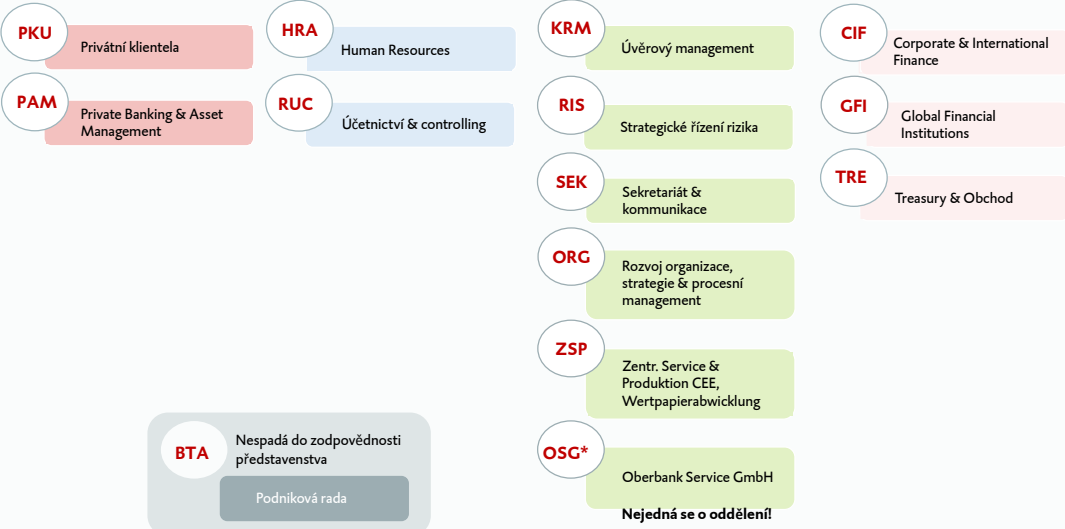 PKU
Privátní klientela
PAM
Private Banking & Asset
Management
HRA
Human Resources
RUC
Účetnictví & controlling
KRM
Úvěrový management
RIS
Strategické řízení rizika
SEK
Sekretariát &
kommunikace
ORG
Rozvoj organizace,
strategie & procesní
management
ZSP
Zentr. Service &
Produktion CEE,
Wertpapierabwicklung
OSG*
Oberbank Service GmbH
Nejedná se o oddělení!
CIF
Corporate & International
Finance
GFI
Global Financial
Institutions
TRE
Treasury & Obchod
BTA
Nespadá do zodpovědnosti
představenstva
Podniková rada